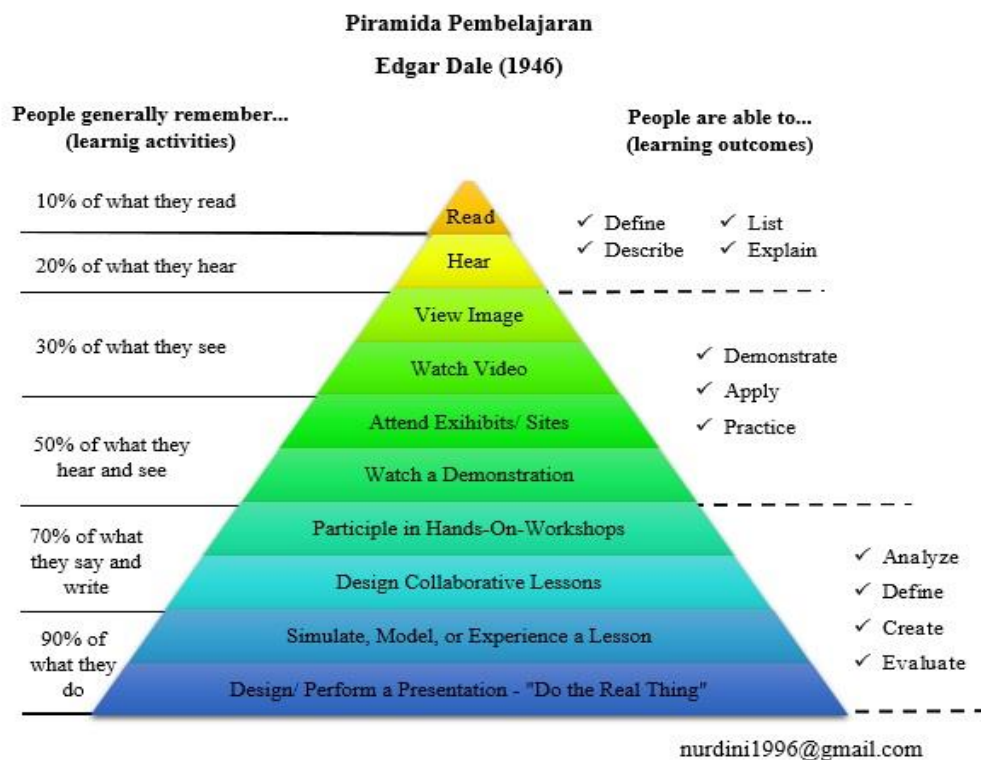 Piramida Pembelajaran
Edgar Dale (1946)
People generally remember...
(learnig activities)
People are able to...
(learning outcomes)
10% of what they read
20% of what they hear
30% of what they see
50% of what they
hear and see
70% of what
they say and
write
90% of
what they
do
Read
Hear
View Image
Watch Video
Attend Exihibits/ Sites
Watch a Demonstration
Participle in Hands-On-Workshops
Design Collaborative Lessons
Simulate, Model, or Experience a Lesson
Design/ Perform a Presentation - "Do the Real Thing"
✓ Define ✓ List
✓ Describe ✓ Explain
✓ Demonstrate
✓ Apply
✓ Practice
✓ Analyze
✓ Define
✓ Create
✓ Evaluate
nurdini1996@gmail.com